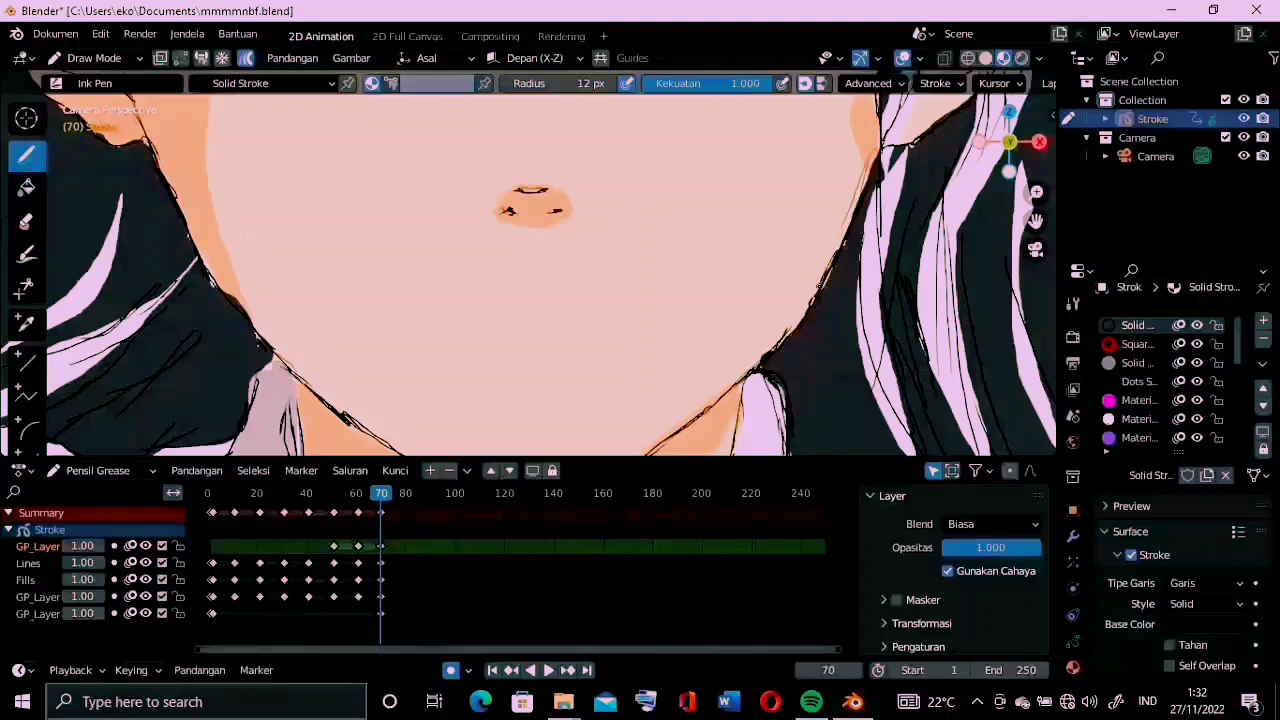 Blender* [C:\Users\eko\Documents\mmmmnbf.blend]
Dokumen Edit Render Jendela Bantuan 2D Animation 2D Full Canvas Compositing Rendering Scene ViewLayer
Draw Mode Pandangan Gambar Asal Depan (X-Z) Guides
Ink Pen Solid Stroke Radius 12 px Kekuatan 1.000 Advanced Stroke Kursor Lap
Scene Collection
Collection
Stroke
Camera
Camera
Camera Perspective
(70) Stroke
Z
Y
X
Strok > Solid Stro...
Solid ...
Squar...
Solid ...
Dots S...
Materi...
Materi...
Materi...
Solid Str...
Preview
Surface
Stroke
Tipe Garis Garis
Style Solid
Base Color
Tahan
Self Overlap
Pensil Grease Pandangan Seleksi Marker Saluran Kunci
0 20 40 60 70 80 100 120 140 160 180 200 220 240
Summary
Stroke
GP_Layer 1.00
Lines 1.00
Fills 1.00
GP_Layer 1.00
GP_Layer 1.00
Layer
Blend Biasa
Opasitas 1.000
Gunakan Cahaya
Masker
Transformasi
Pengaturan
Playback Keying Pandangan Marker 70 Start 1 End 250
Type here to search 22°C IND 1:32
27/11/2022 3